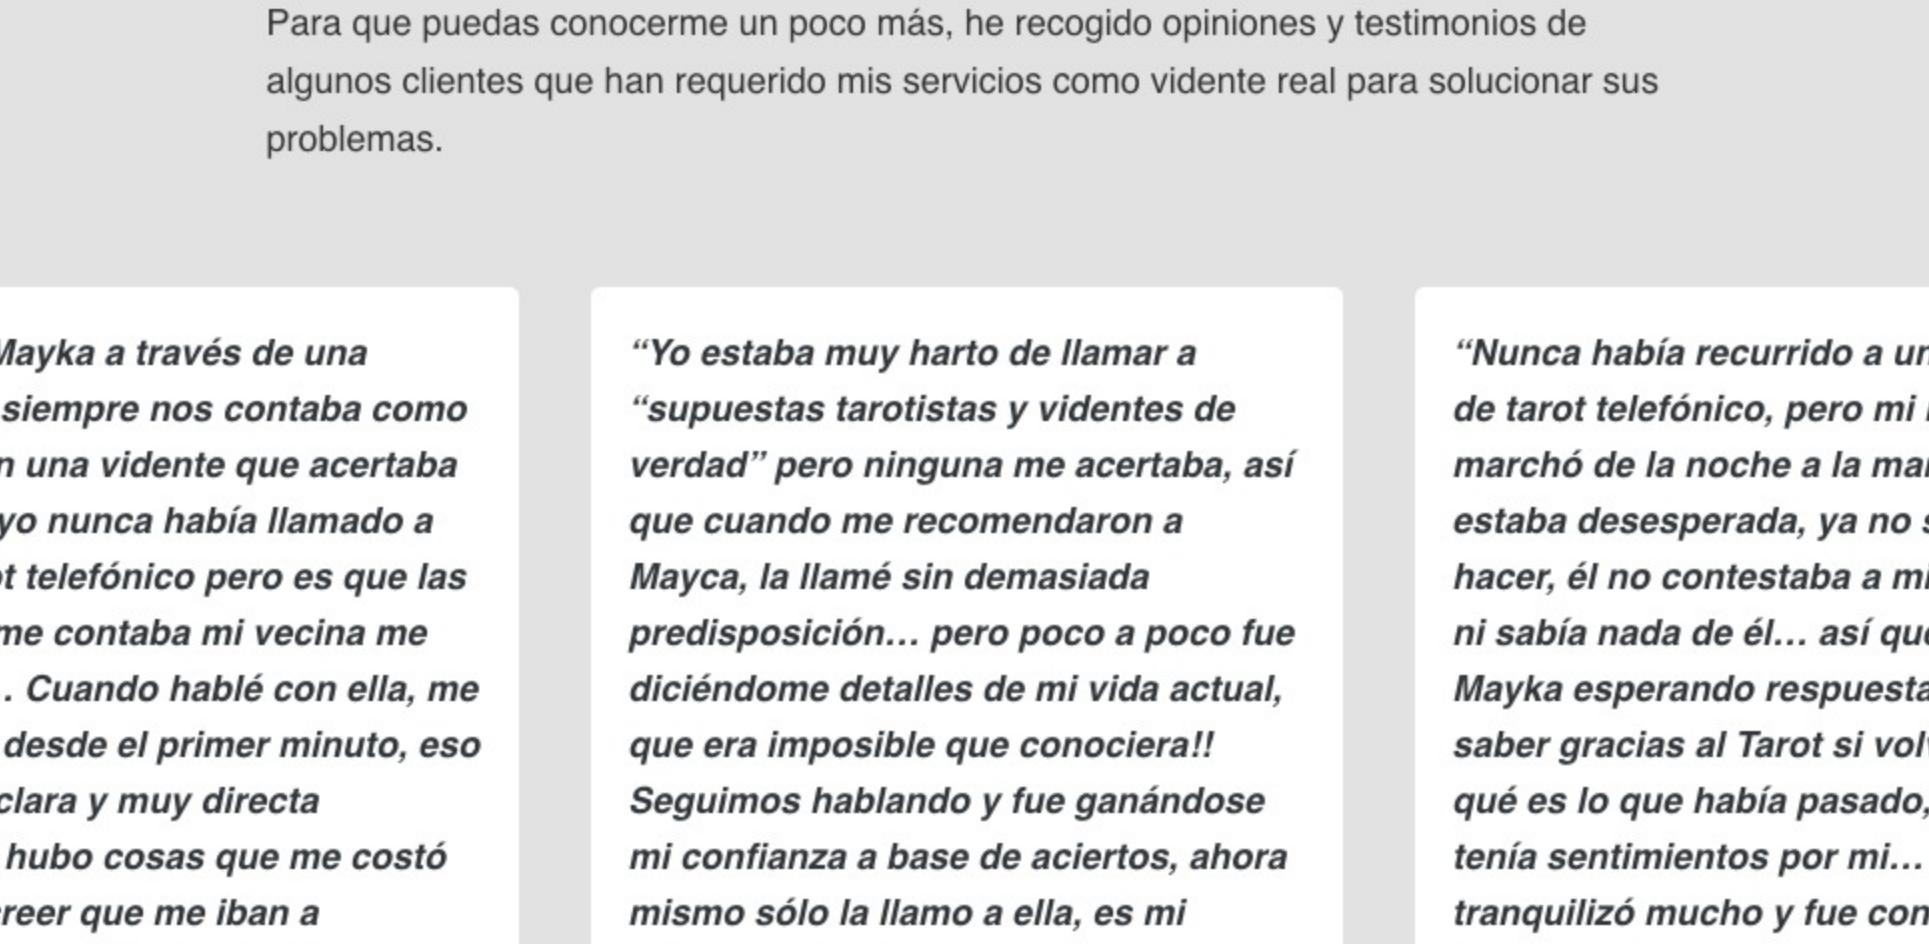 Para que puedas conocerme un poco más, he recogido opiniones y testimonios de
algunos clientes que han requerido mis servicios como vidente real para solucionar sus
problemas.
Mayka a través de una
siempre nos contaba como
una vidente que acertaba
yo nunca había llamado a
telefónico pero es que las
me contaba mi vecina me
. Cuando hablé con ella, me
desde el primer minuto, eso
clara y muy directa
hubo cosas que me costó
que me iban a
“Yo estaba muy harto de llamar a
“supuestas tarotistas y videntes de
verdad” pero ninguna me acertaba, así
que cuando me recomendaron a
Mayca, la llamé sin demasiada
predisposición... pero poco a poco fue
diciéndome detalles de mi vida actual,
que era imposible que conociera!!
Seguimos hablando y fue ganándose
mi confianza a base de aciertos, ahora
mismo sólo la llamo a ella, es mi
“Nunca había recurrido a
de tarot telefónico, pero mi
marchó de la noche a la
estaba desesperada, ya no
hacer, él no contestaba a
ni sabía nada de él... así
Mayka esperando
saber gracias al Tarot si
qué es lo que había pasado,
tenía sentimientos por mi...
tranquilizó mucho y fue